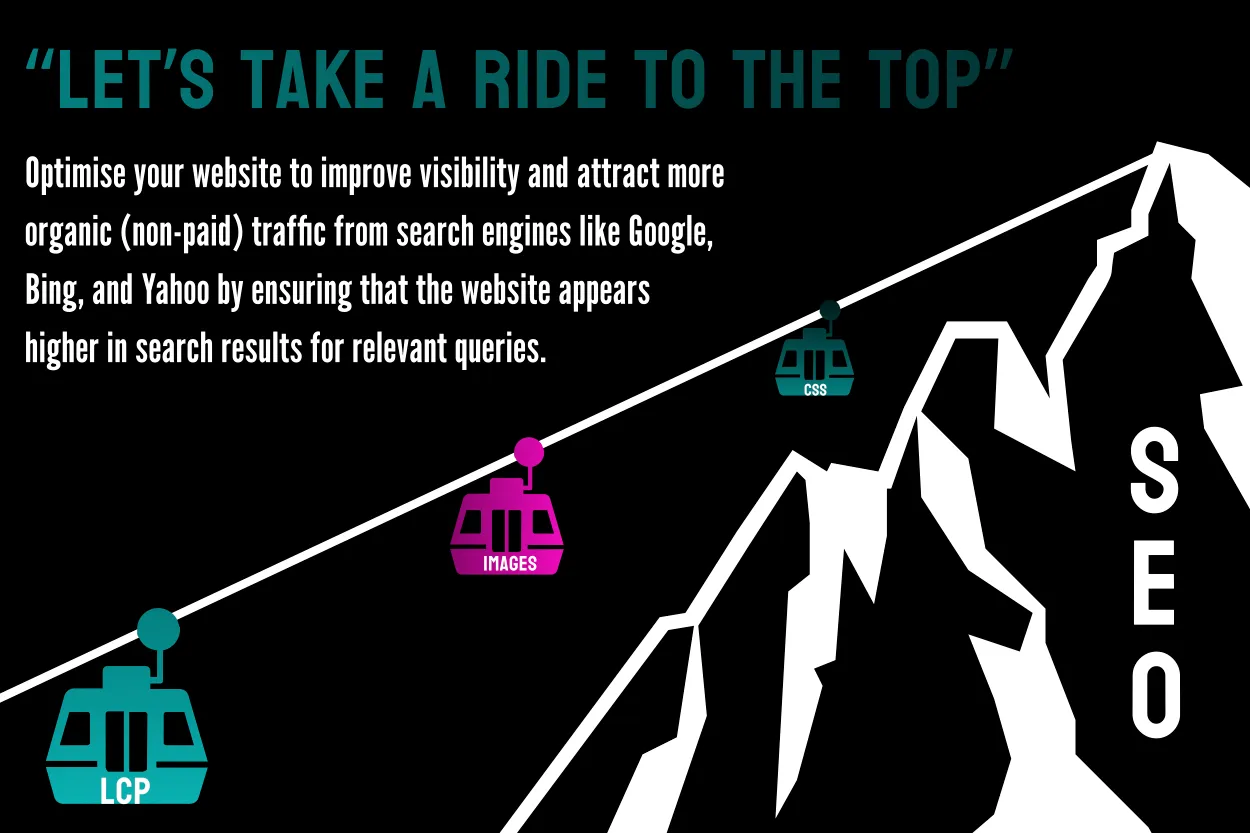 “LET’S TAKE A RIDE TO THE TOP”
Optimise your website to improve visibility and attract more
organic (non-paid) traffic from search engines like Google,
Bing, and Yahoo by ensuring that the website appears
higher in search results for relevant queries.
CSS
IMAGES
LCP
SEO